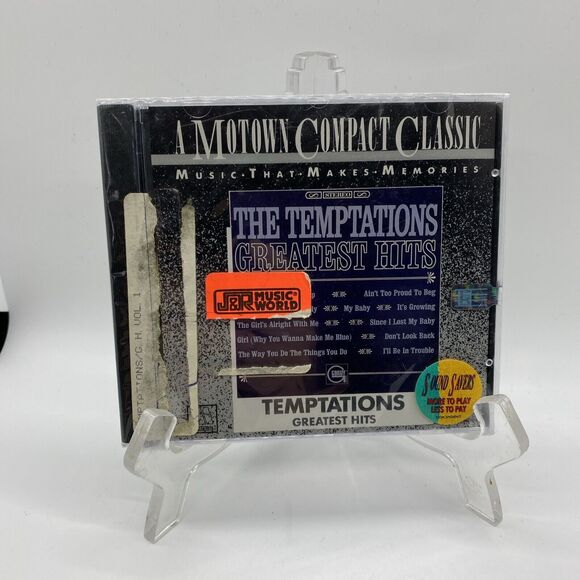 A MOTOWN COMPACT CLASSIC
MUSIC·THAT·MAKES·MEMORIES
STEREO
THE TEMPTATIONS
GREATEST HITS
Ain't Too Proud To Beg
My Baby
It's Growing
The Girl's Alright With Me
Since I Lost My Baby
Girl (Why You Wanna Make Me Blue)
Don't Look Back
The Way You Do The Things You Do
I'll Be In Trouble
J&R MUSIC WORLD
SOUND SAVERS
MORE TO PLAY
LESS TO PAY
TEMPTATIONS
GREATEST HITS
G.H. VOL 1